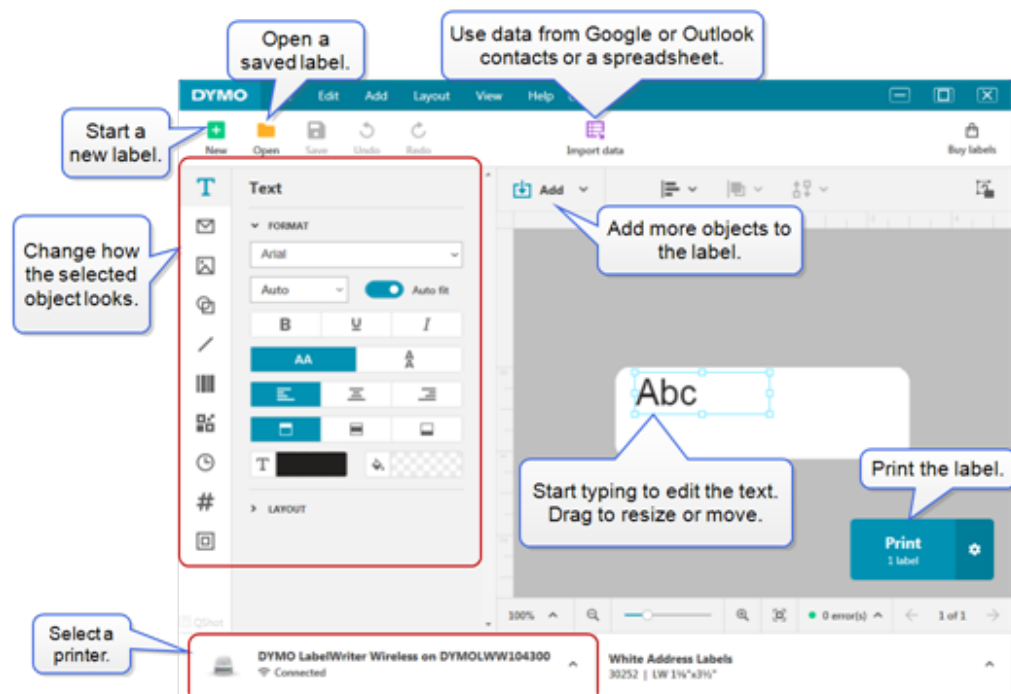 Open a
saved label.
Use data from Google or Outlook
contacts or a spreadsheet.
DYMO
Edit Add Layout View Help
Start a
new label.
New Open Save Undo Redo
Import data
Buy labels
Text
Add
FORMAT
Add more objects to
the label.
Change how
the selected
object looks.
Arial
Auto
Auto fit
B U I
AA
A
A
Abc
T
Start typing to edit the text.
Drag to resize or move.
Print the label.
#
LAYOUT
Print
1 label
QShot
100%
0 error(s)
1 of 1
Select a
printer.
DYMO LabelWriter Wireless on DYMOLWW104300
Connected
White Address Labels
30252 | LW 1⅛"x3½"